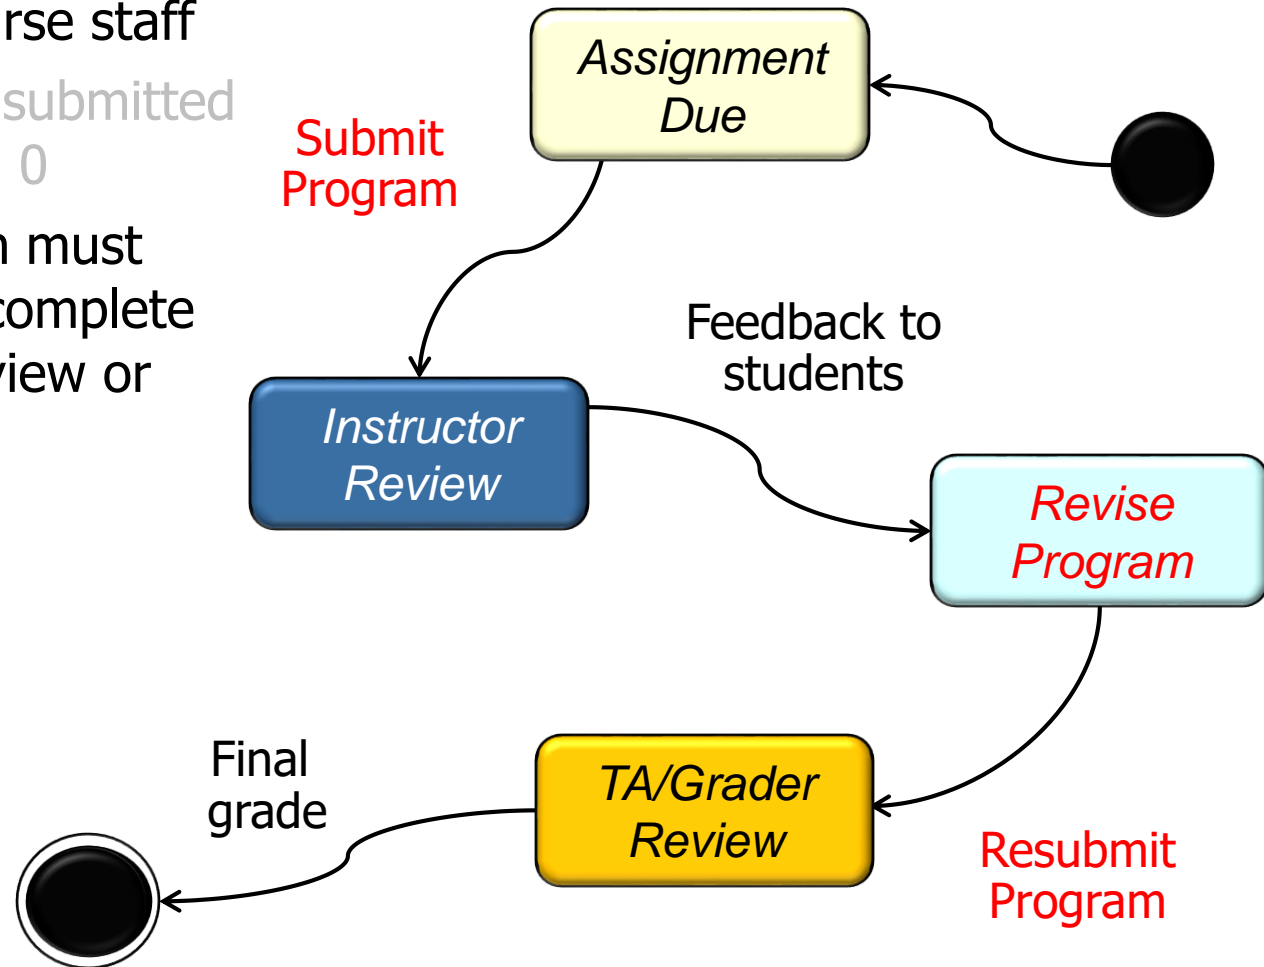 rse staff
submitted
0
must
complete
view or
Assignment
Due
Submit
Program
Feedback to
students
Instructor
Review
Revise
Program
Final
grade
TA/Grader
Review
Resubmit
Program